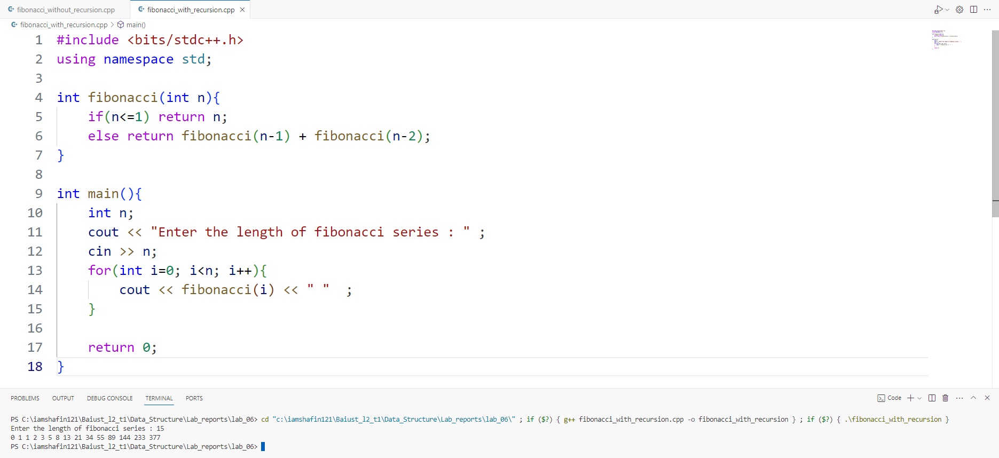 fibonacci_without_recursion.cpp
fibonacci_with_recursion.cpp
fibonacci_with_recursion.cpp > main()
1 #include <bits/stdc++.h>
2 using namespace std;
3
4 int fibonacci(int n){
5     if(n<=1) return n;
6     else return fibonacci(n-1) + fibonacci(n-2);
7 }
8
9 int main(){
10     int n;
11     cout << "Enter the length of fibonacci series : " ;
12     cin >> n;
13     for(int i=0; i<n; i++){
14         cout << fibonacci(i) << " "  ;
15     }
16
17     return 0;
18 }
PROBLEMS OUTPUT DEBUG CONSOLE TERMINAL PORTS Code
PS C:\iamshafin121\Baiust_l2_t1\Data_Structure\Lab_reports\lab_06> cd "c:\iamshafin121\Baiust_l2_t1\Data_Structure\Lab_reports\lab_06\" ; if ($?) { g++ fibonacci_with_recursion.cpp -o fibonacci_with_recursion } ; if ($?) { .\fibonacci_with_recursion }
Enter the length of fibonacci series : 15
0 1 1 2 3 5 8 13 21 34 55 89 144 233 377
PS C:\iamshafin121\Baiust_l2_t1\Data_Structure\Lab_reports\lab_06>